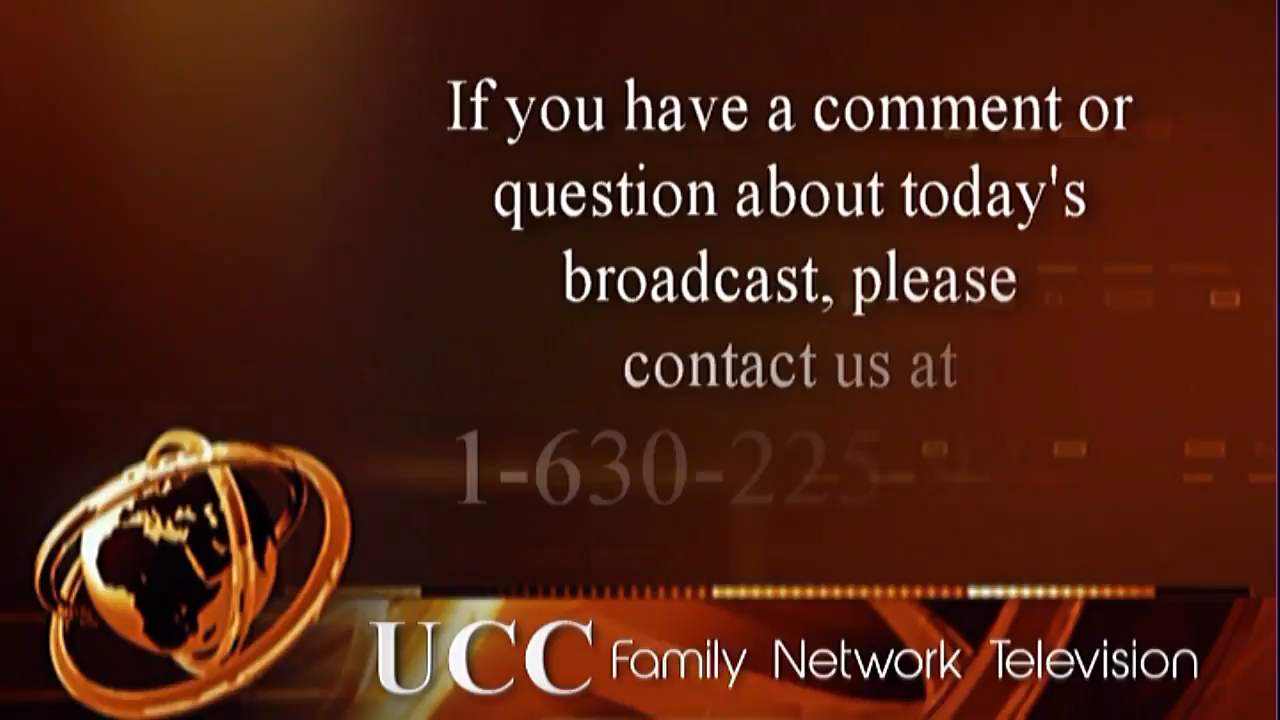 If you have a comment or
question about today's
broadcast, please
contact us at
1-630-225-
UCC Family Network Television